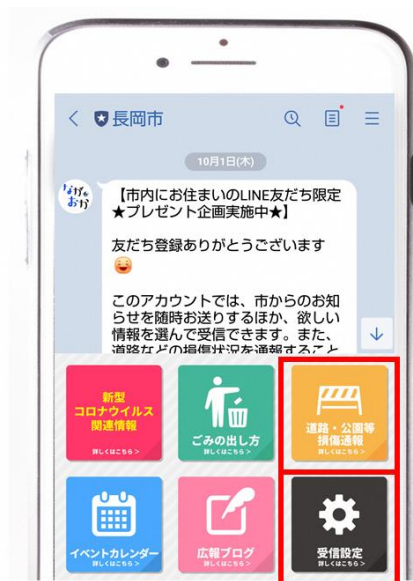 長岡市
10月1日(木)
ながおか
【市内にお住まいのLINE友だち限定
★プレゼント企画実施中★】
友だち登録ありがとうございます
このアカウントでは、市からのお知
らせを随時お送りするほか、欲しい
情報を選んで受信できます。また、
道路などの損傷状況を通報すること
新型
コロナウイルス
関連情報
詳しくはこちら >
ごみの出し方
詳しくはこちら >
道路・公園等
損傷通報
詳しくはこちら >
イベントカレンダー
詳しくはこちら >
広報ブログ
詳しくはこちら >
受信設定
詳しくはこちら >